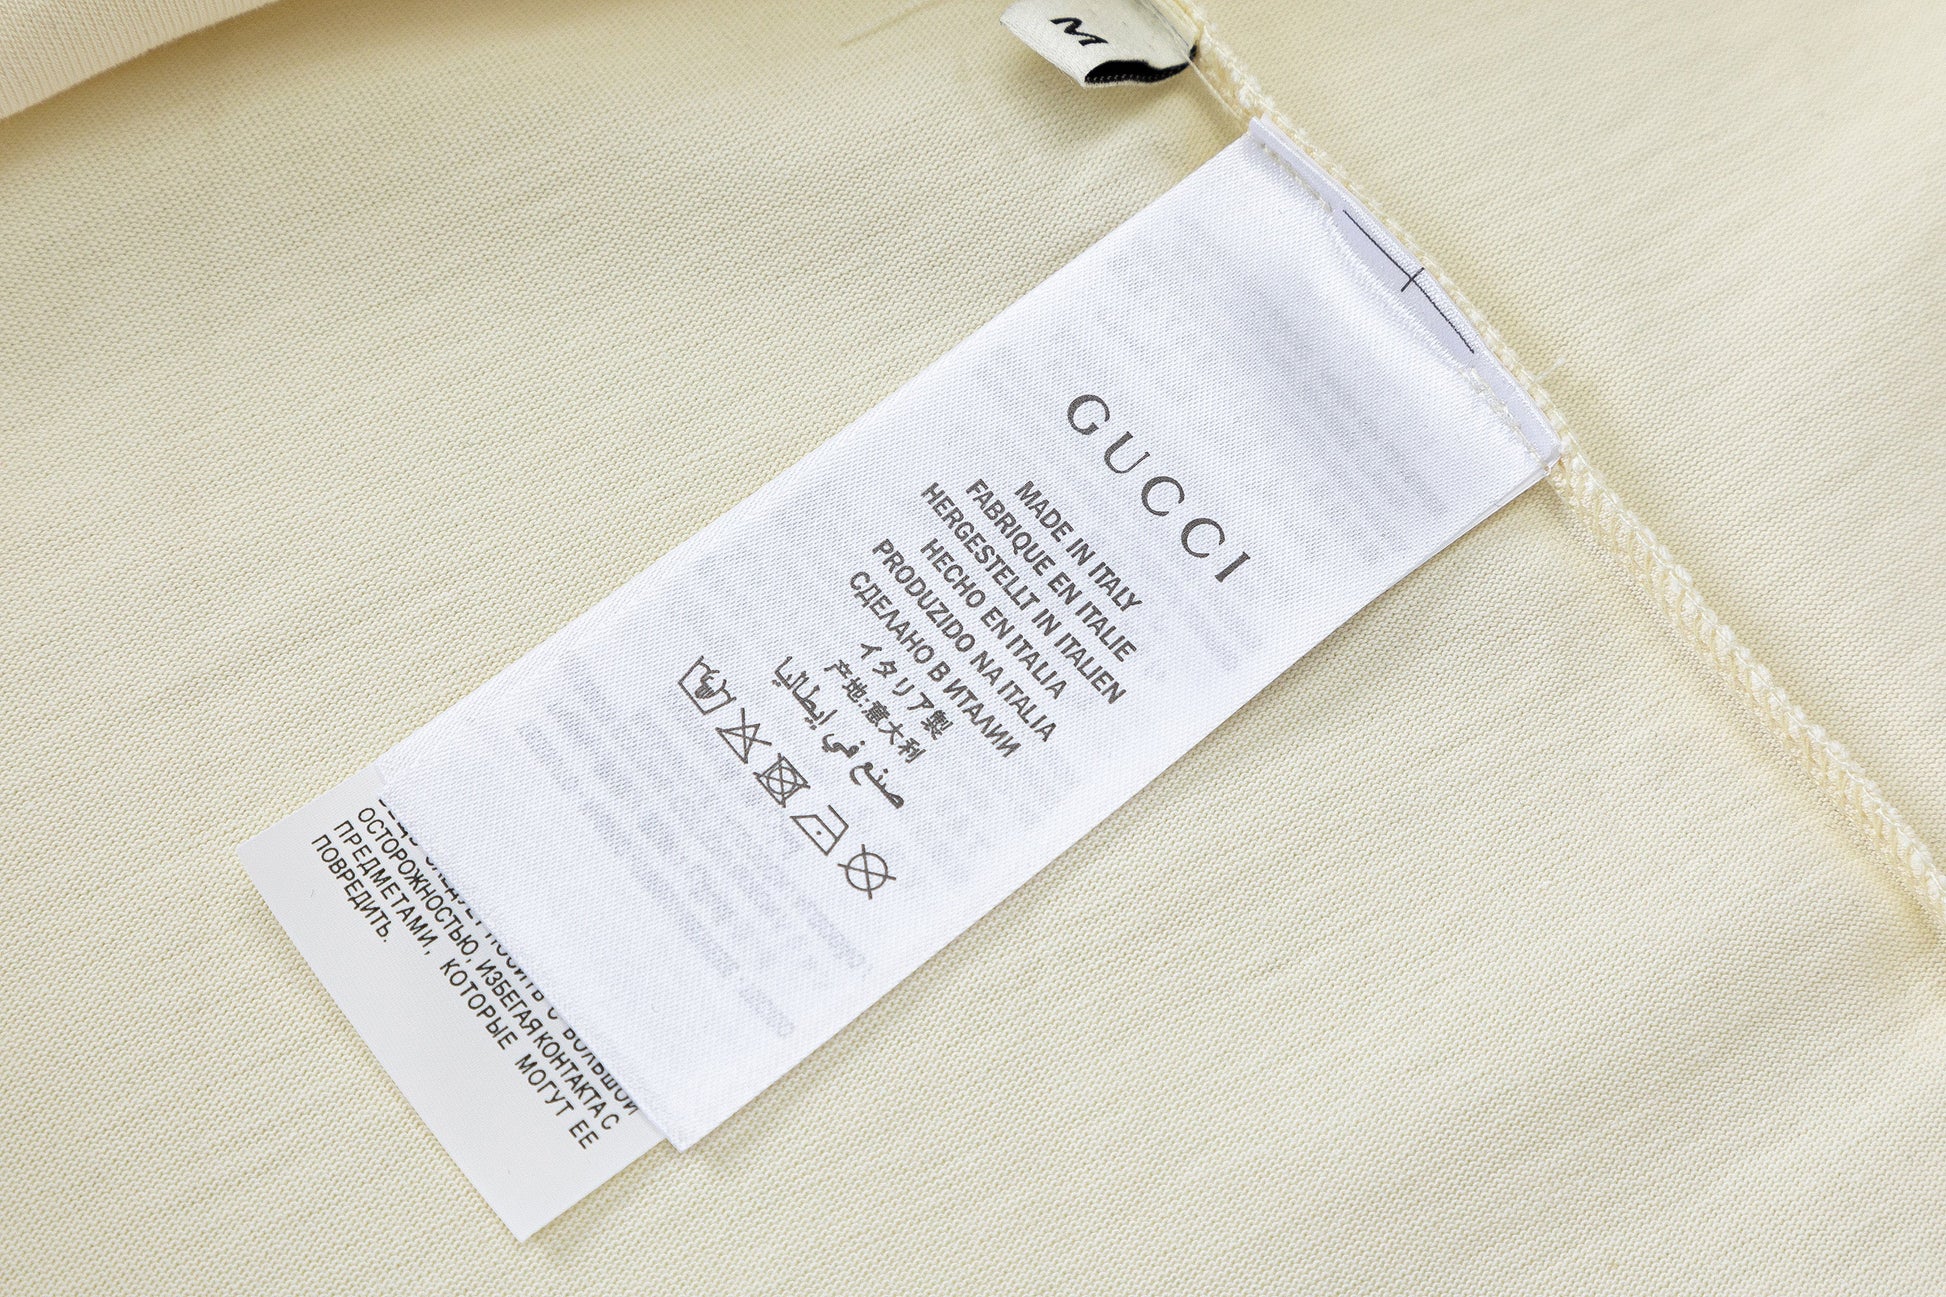 M
GUCCI
MADE IN ITALY
FABRIQUE EN ITALIE
HERGESTELLT IN ITALIEN
HECHO EN ITALIA
PRODUZIDO NA ITALIA
СДЕЛАНО В ИТАЛИИ
イタリア製
产地:意大利
صنع في إيطاليا
С БОЛЬШОЙ
ОСТОРОЖНОСТЬЮ, ИЗБЕГАЯ КОНТАКТА С
ПРЕДМЕТАМИ, КОТОРЫЕ МОГУТ ЕЕ
ПОВРЕДИТЬ.